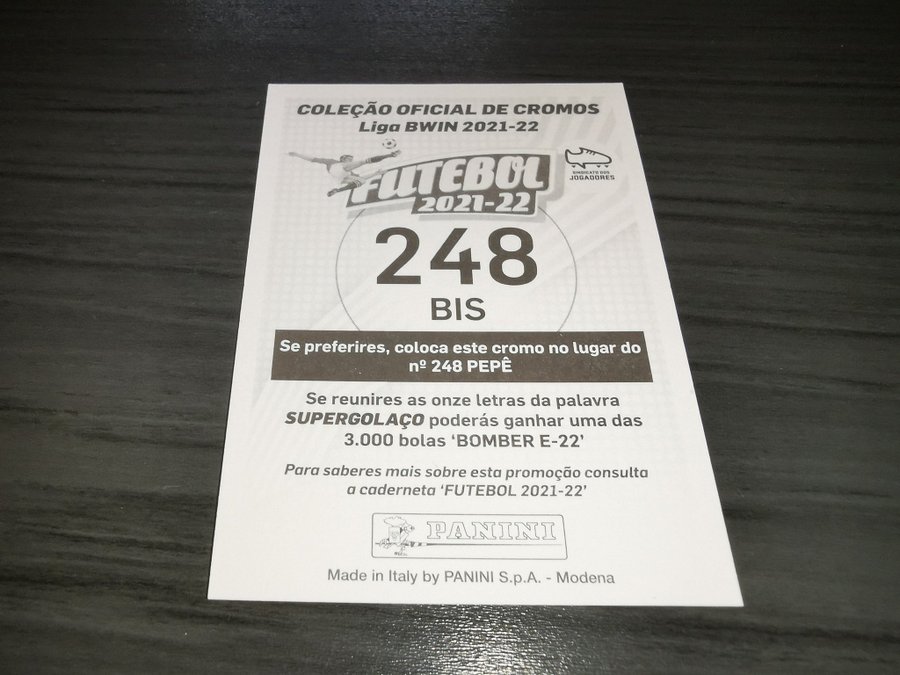 COLEÇÃO OFICIAL DE CROMOS
Liga BWIN 2021-22
FUTEBOL
2021-22
SINDICATO DOS
JOGADORES
248
BIS
Se preferires, coloca este cromo no lugar do
nº 248 PEPÊ
Se reunires as onze letras da palavra
SUPERGOLAÇO poderás ganhar uma das
3.000 bolas ‘BOMBER E-22’
Para saberes mais sobre esta promoção consulta
a caderneta ‘FUTEBOL 2021-22’
PANINI
Made in Italy by PANINI S.p.A. - Modena